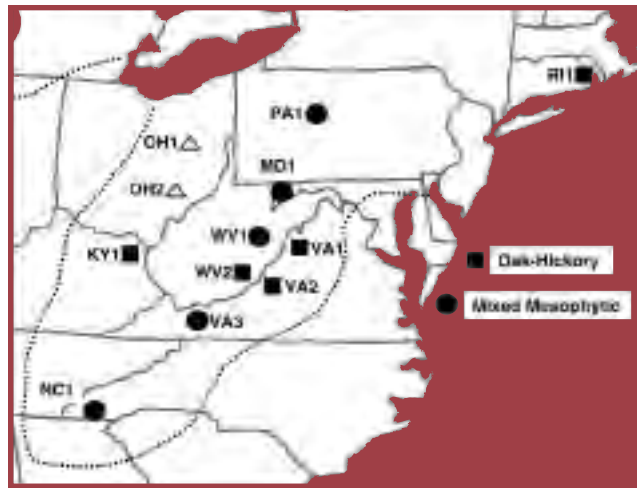 RI1
PA1
OH1
MD1
OH2
WV1
VA1
KY1
WV2
VA2
VA3
NC1
Oak-Hickory
Mixed Mesophytic